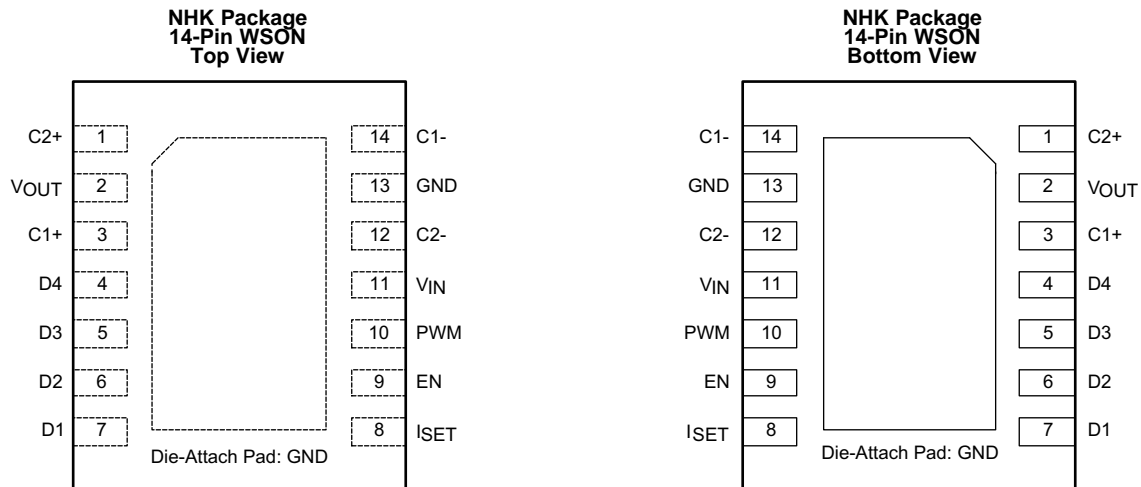 NHK Package
14-Pin WSON
Top View
C2+ 1 14 C1-
VOUT 2 13 GND
C1+ 3 12 C2-
D4 4 11 VIN
D3 5 10 PWM
D2 6 9 EN
D1 7 8 ISET
Die-Attach Pad: GND
NHK Package
14-Pin WSON
Bottom View
C1- 14 1 C2+
GND 13 2 VOUT
C2- 12 3 C1+
VIN 11 4 D4
PWM 10 5 D3
EN 9 6 D2
ISET 8 7 D1
Die-Attach Pad: GND